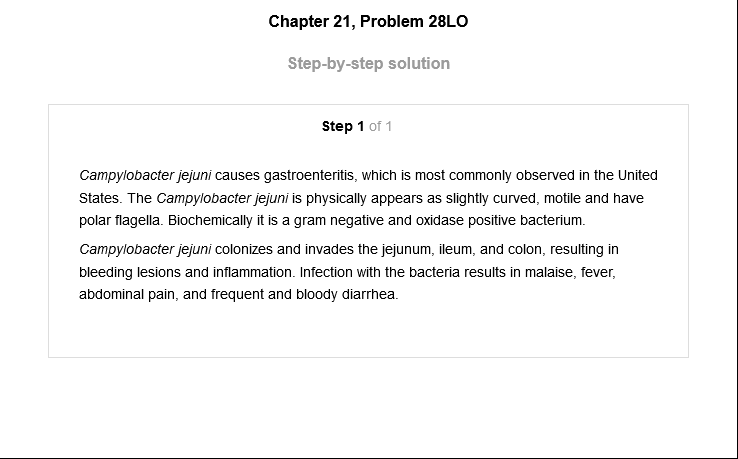 Chapter 21, Problem 28LO
Step-by-step solution
Step 1 of 1
Campylobacter jejuni causes gastroenteritis, which is most commonly observed in the United
States. The Campylobacter jejuni is physically appears as slightly curved, motile and have
polar flagella. Biochemically it is a gram negative and oxidase positive bacterium.
Campylobacter jejuni colonizes and invades the jejunum, ileum, and colon, resulting in
bleeding lesions and inflammation. Infection with the bacteria results in malaise, fever,
abdominal pain, and frequent and bloody diarrhea.